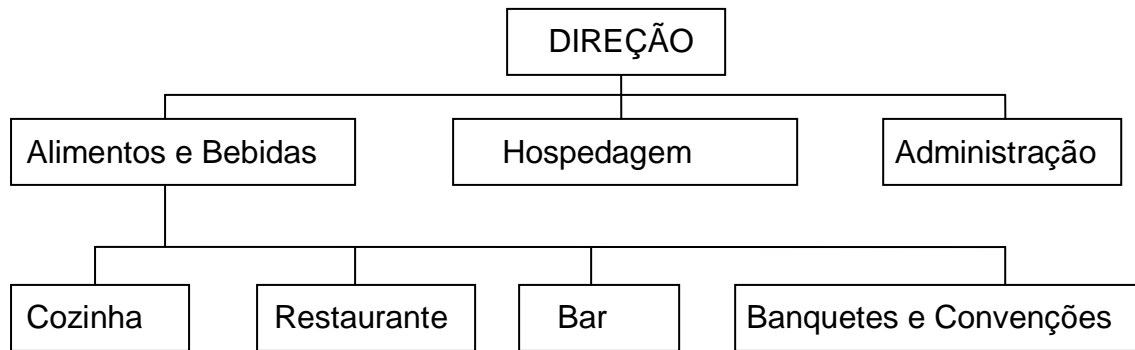 DIREÇÃO
Alimentos e Bebidas
Hospedagem
Administração
Cozinha
Restaurante
Bar
Banquetes e Convenções